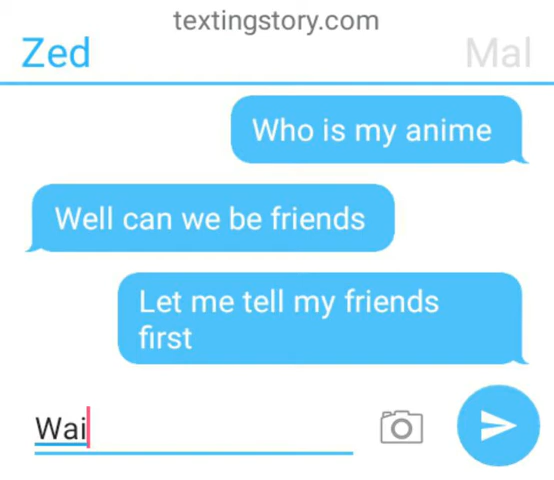 textingstory.com
Zed
Mal
Who is my anime
Well can we be friends
Let me tell my friends
first
Wai